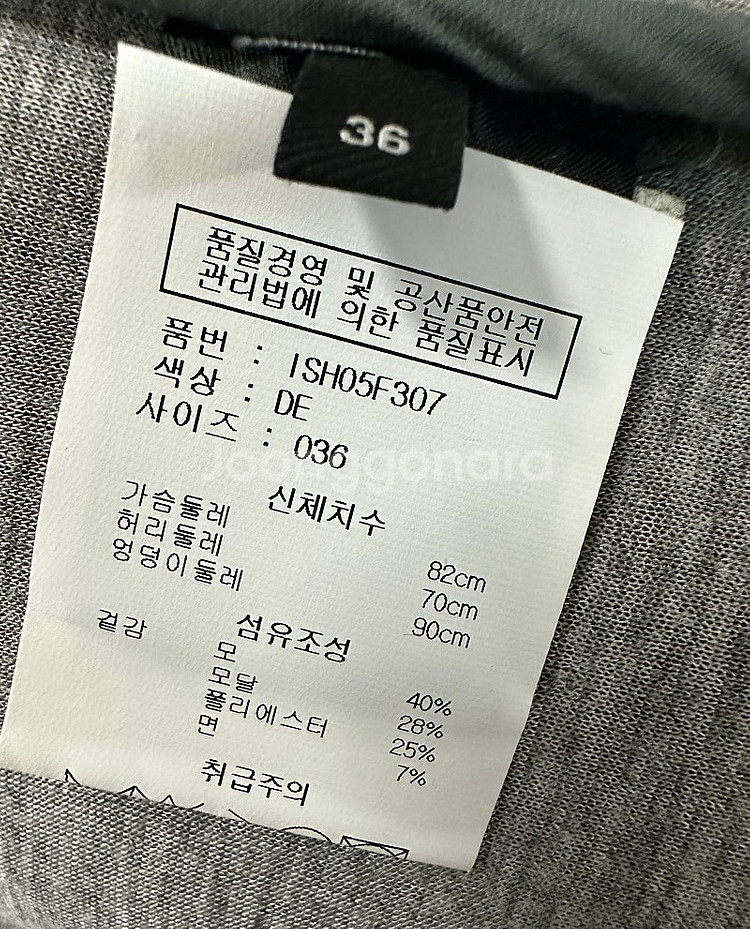 36
품질경영 및 공산품안전
관리법에 의한 품질표시
품번 : ISH05F307
색상 : DE
사이즈 : 036
Joonggonara
신체치수
가슴둘레 82cm
허리둘레 70cm
엉덩이둘레 90cm
섬유조성
겉감 모 40%
모달 28%
폴리에스터 25%
면 7%
취급주의